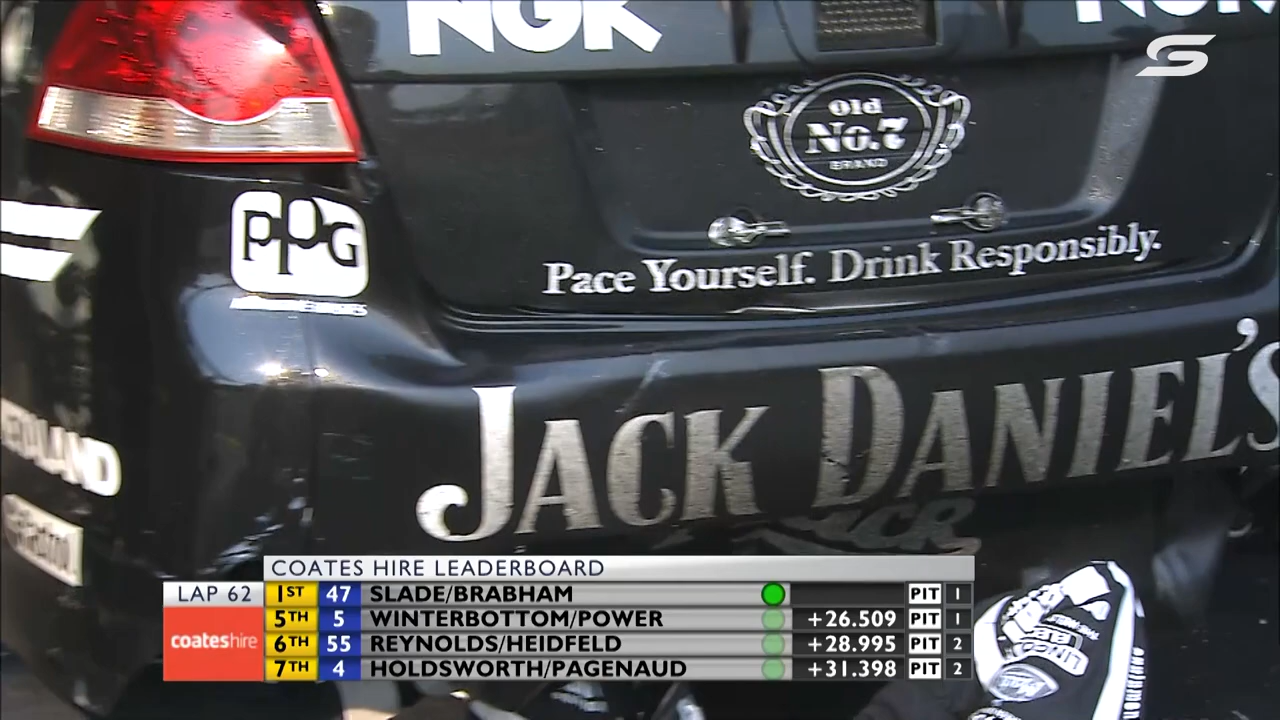 NGK
Old
No.7
BRAND
PPG
Pace Yourself. Drink Responsibly.
JACK DANIEL'S
COATES HIRE LEADERBOARD
LAP 62
1ST 47 SLADE/BRABHAM PIT 1
5TH 5 WINTERBOTTOM/POWER +26.509 PIT 1
6TH 55 REYNOLDS/HEIDFELD +28.995 PIT 2
7TH 4 HOLDSWORTH/PAGENAUD +31.398 PIT 2
coateshire